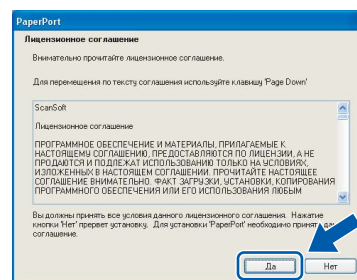 PaperPort
Лицензионное соглашение
Внимательно прочитайте лицензионное соглашение.
Для перемещения по тексту соглашения используйте клавишу 'Page Down'
ScanSoft
Лицензионное соглашение
ПРОГРАММНОЕ ОБЕСПЕЧЕНИЕ И МАТЕРИАЛЫ, ПРИЛАГАЕМЫЕ К
НАСТОЯЩЕМУ СОГЛАШЕНИЮ, ПРЕДОСТАВЛЯЮТСЯ ПО ЛИЦЕНЗИИ, А НЕ
ПРОДАЮТСЯ И ПОДЛЕЖАТ ИСПОЛЬЗОВАНИЮ ТОЛЬКО НА УСЛОВИЯХ,
ИЗЛОЖЕННЫХ В НАСТОЯЩЕМ СОГЛАШЕНИИ. ПРОЧИТАЙТЕ НАСТОЯЩЕЕ
СОГЛАШЕНИЕ ВНИМАТЕЛЬНО. ФАКТ ЗАГРУЗКИ, УСТАНОВКИ, КОПИРОВАНИЯ
ПРОГРАММНОГО ОБЕСПЕЧЕНИЯ ИЛИ ЕГО ИСПОЛЬЗОВАНИЯ ЛЮБЫМ
Вы должны принять все условия данного лицензионного соглашения. Нажатие
кнопки 'Нет' прервет установку. Для установки 'PaperPort' необходимо принять
соглашение.
Да Нет